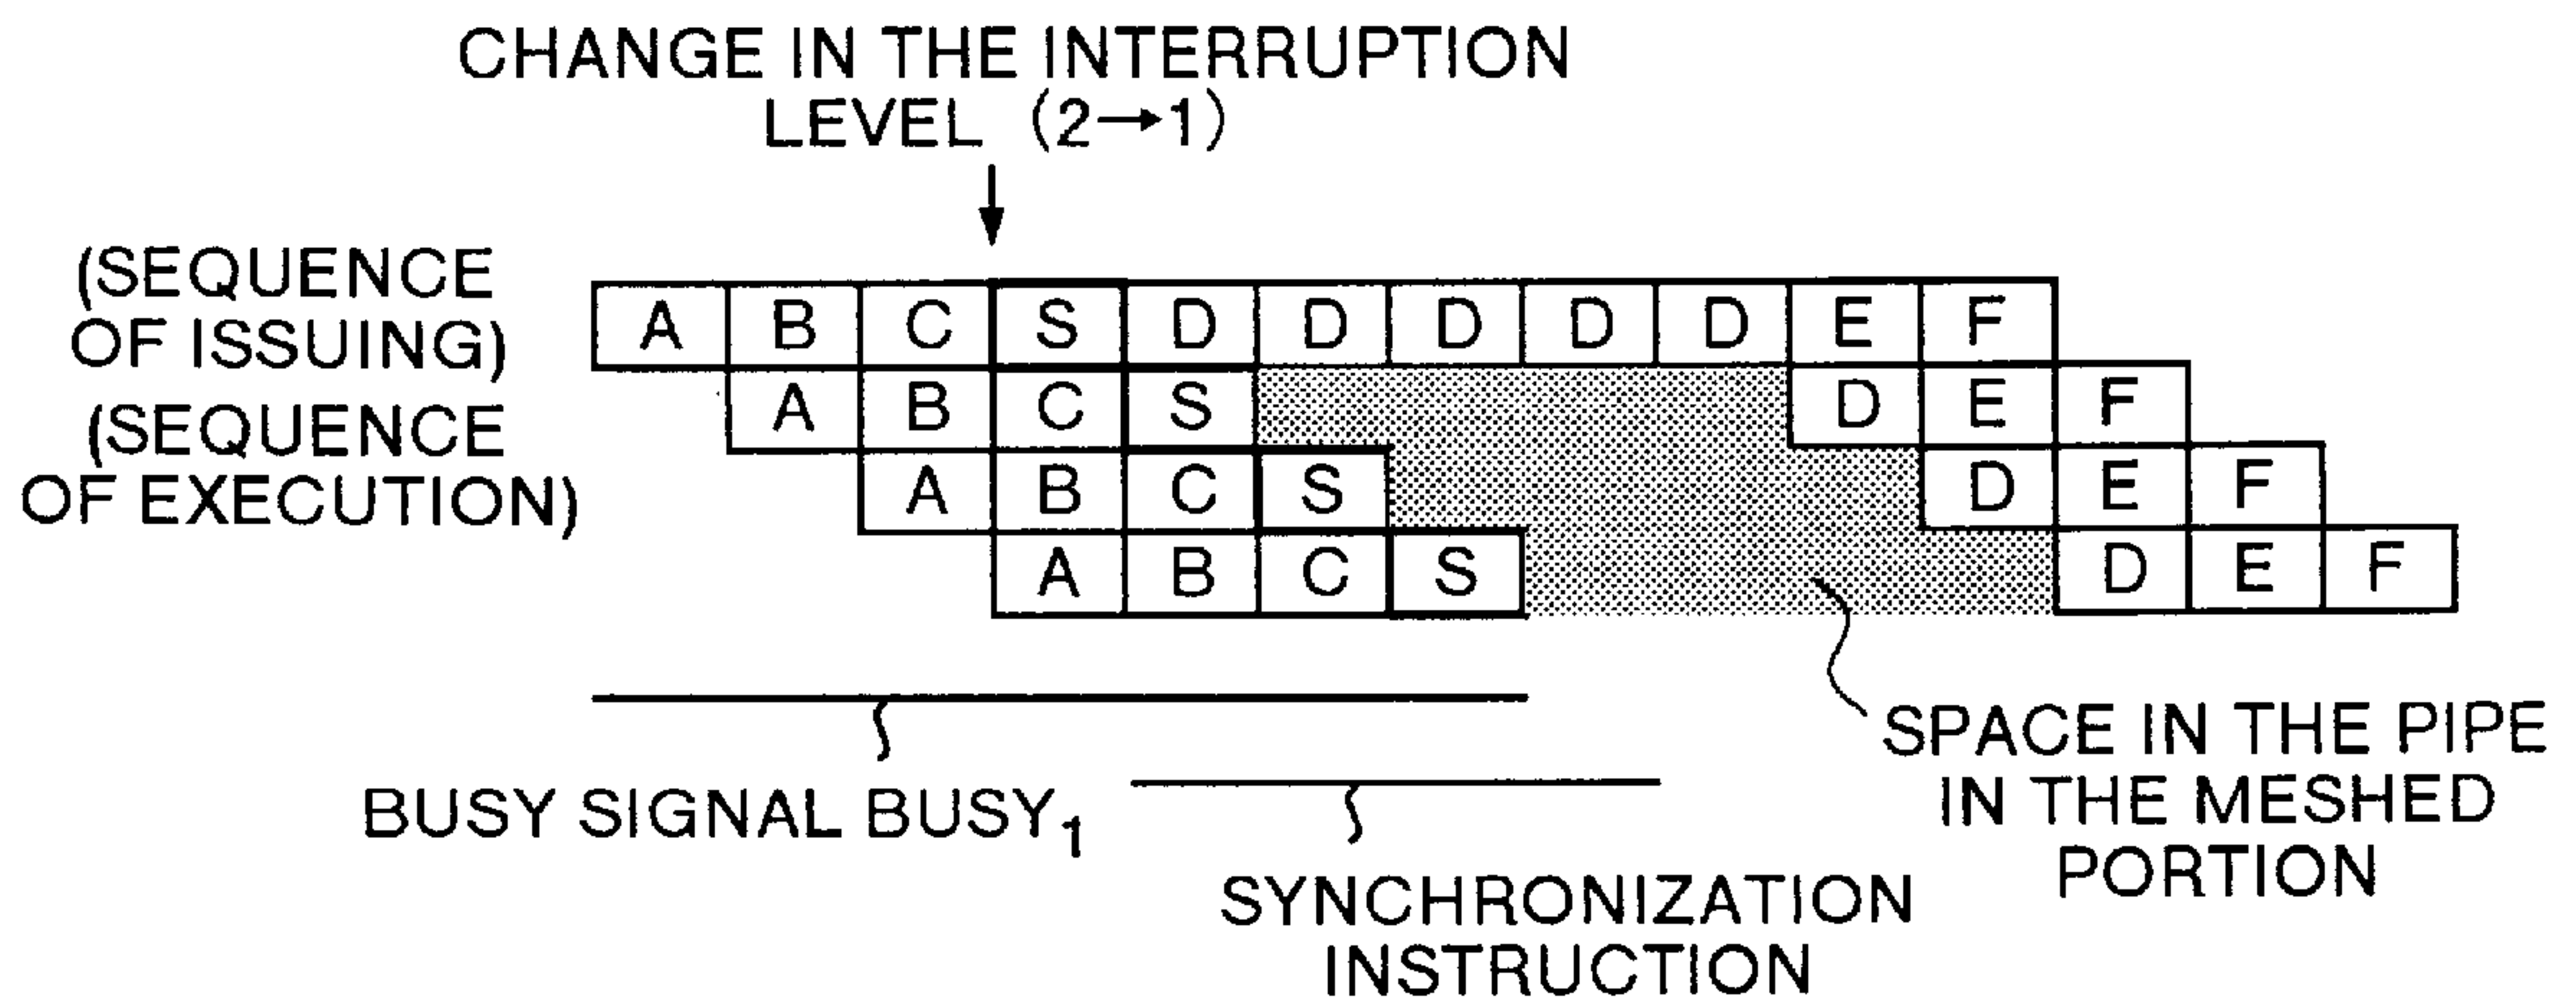 CHANGE IN THE INTERRUPTION
LEVEL (2→1)
(SEQUENCE
OF ISSUING)
A B C S D D D D D E F
(SEQUENCE
OF EXECUTION)
A B C S D E F
A B C S D E F
A B C S D E F
BUSY SIGNAL BUSY₁
SPACE IN THE PIPE
IN THE MESHED
PORTION
SYNCHRONIZATION
INSTRUCTION